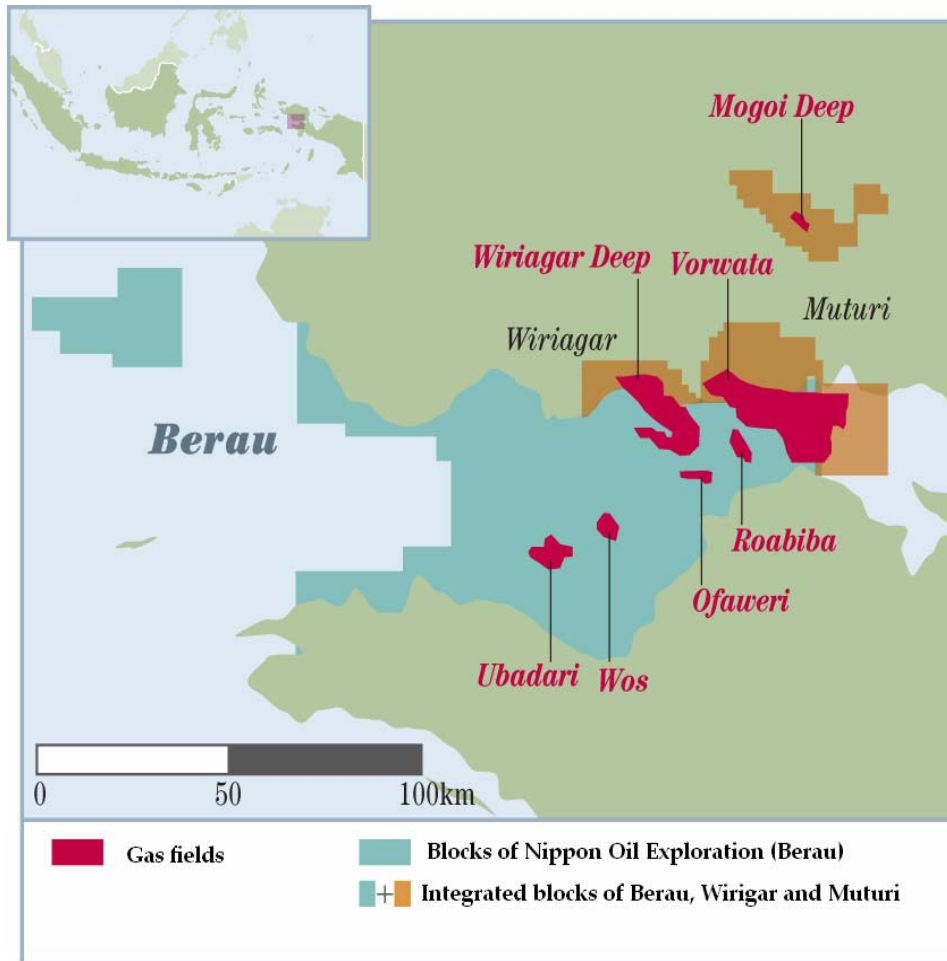 Mogoi Deep
Wiriagar Deep
Vorwata
Muturi
Wiriagar
Berau
Roabiba
Ofaweri
Ubadari
Wos
0
50
100km
Gas fields
Blocks of Nippon Oil Exploration (Berau)
+
Integrated blocks of Berau, Wirigar and Muturi